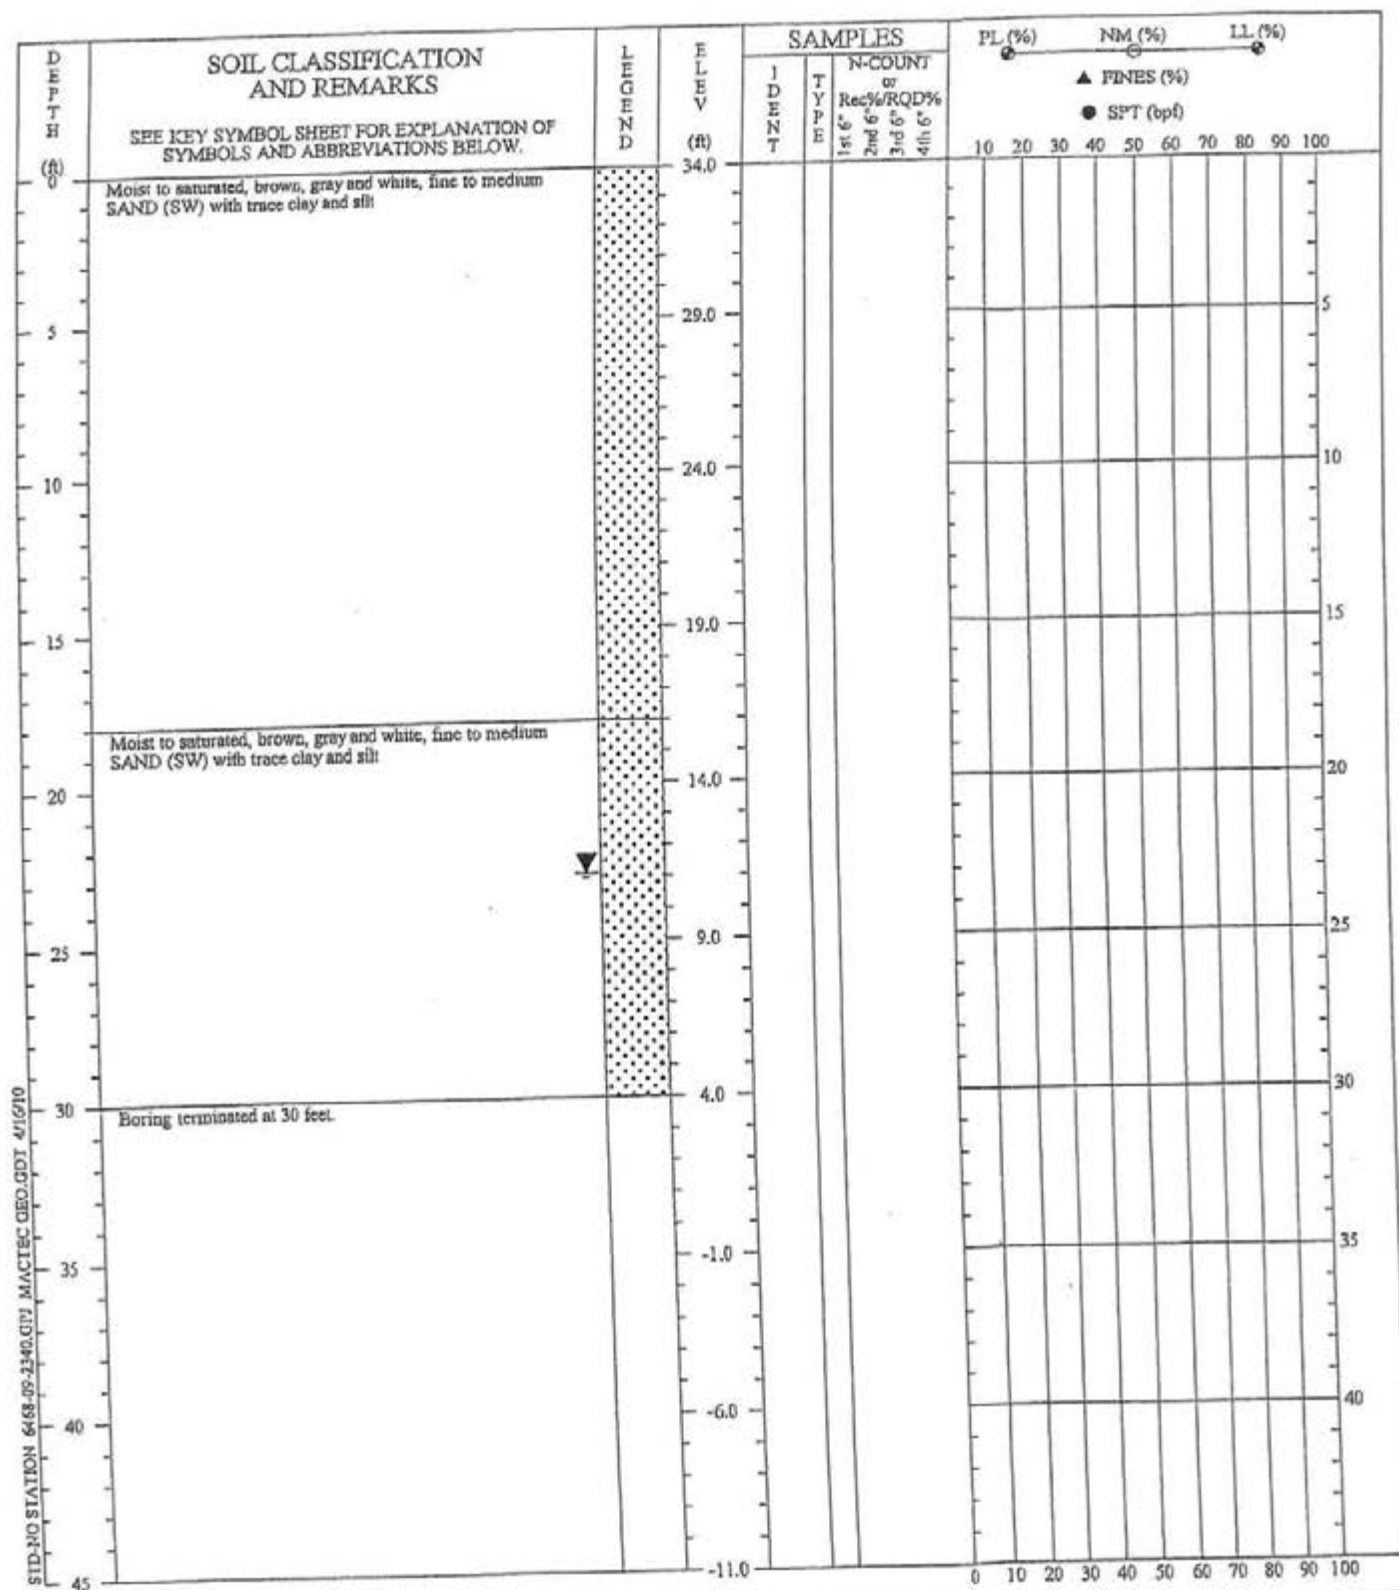 DEPTH (ft)
SOIL CLASSIFICATION
AND REMARKS
SEE KEY SYMBOL SHEET FOR EXPLANATION OF
SYMBOLS AND ABBREVIATIONS BELOW.
LEGEND
ELEV (ft)
SAMPLES
IDENT
TYPE
N-COUNT
or
Rec%/RQD%
1st 6"
2nd 6"
3rd 6"
4th 6"
PL (%) NM (%) LL (%)
▲ FINES (%)
● SPT (bpf)
10 20 30 40 50 60 70 80 90 100
0
Moist to saturated, brown, gray and white, fine to medium
SAND (SW) with trace clay and silt
34.0
5 29.0 5
10 24.0 10
15 19.0 15
Moist to saturated, brown, gray and white, fine to medium
SAND (SW) with trace clay and silt
20 14.0 20
25 9.0 25
30 4.0 30
Boring terminated at 30 feet.
35 -1.0 35
40 -6.0 40
45 -11.0
0 10 20 30 40 50 60 70 80 90 100
STD-NO STATION 6468-09-2340.GPJ MACTEC GEO.GDT 4/16/10